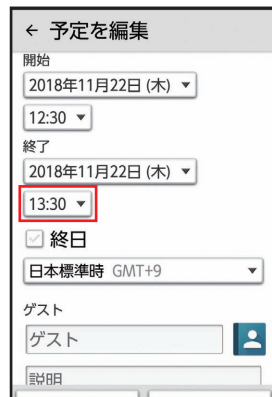 ← 予定を編集
開始
2018年11月22日 (木) ▼
12:30 ▼
終了
2018年11月22日 (木) ▼
13:30 ▼
終日
日本標準時 GMT+9 ▼
ゲスト
ゲスト
説明